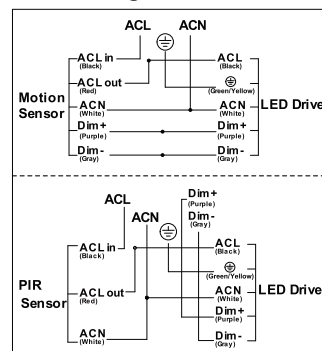 ACL ACN
ACL in ACL
(Black) (Black)
ACL out
(Red) (Green/Yellow)
Motion Sensor ACN ACN LED Drive
(White) (White)
Dim+ Dim+
(Purple) (Purple)
Dim- Dim-
(Gray) (Gray)
Dim+
(Purple)
ACL
Dim-
(Gray)
ACN
ACL in ACL
(Black) (Black)
(Green/Yellow)
PIR Sensor ACL out ACN LED Drive
(Red) (White)
Dim+
(Purple)
ACN Dim-
(White) (Gray)